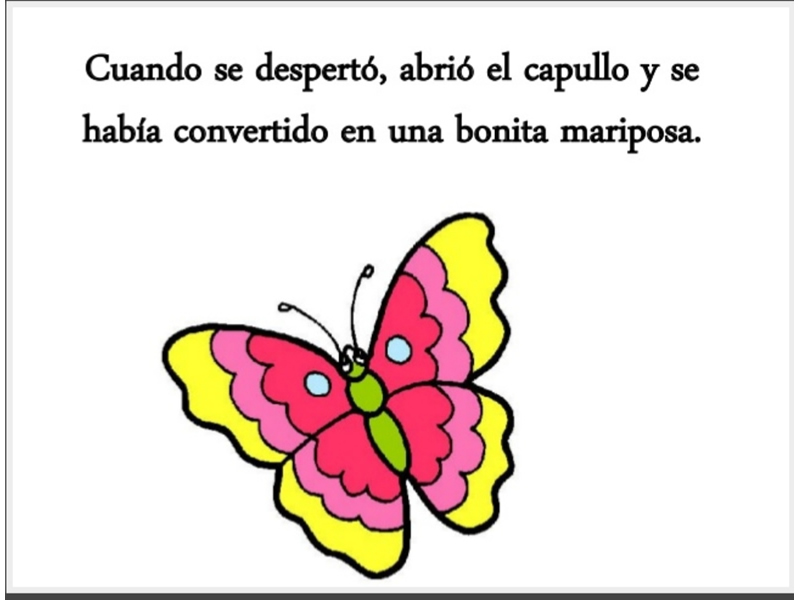 Cuando se despertó, abrió el capullo y se
había convertido en una bonita mariposa.